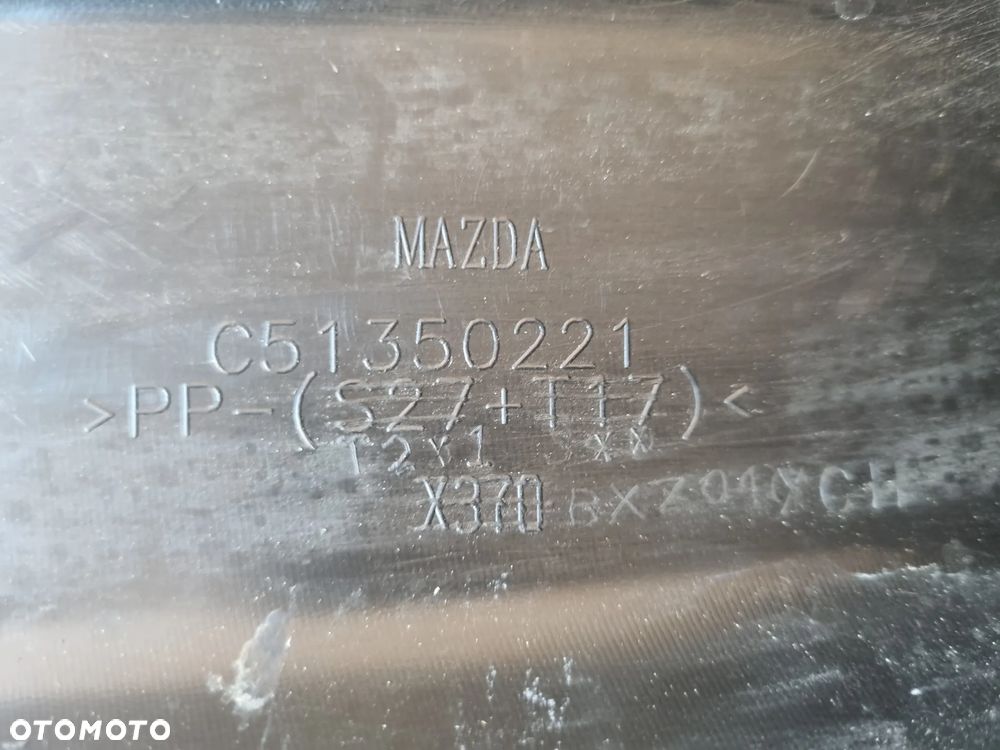 MAZDA
C51350221
>PP-(S27+T17)<
X370
OTOMOTO